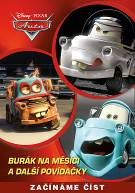 Disney · PIXAR
Auta
BURÁK NA MĚSÍCI
A DALŠÍ POVÍDAČKY
ZAČÍNÁME ČÍST